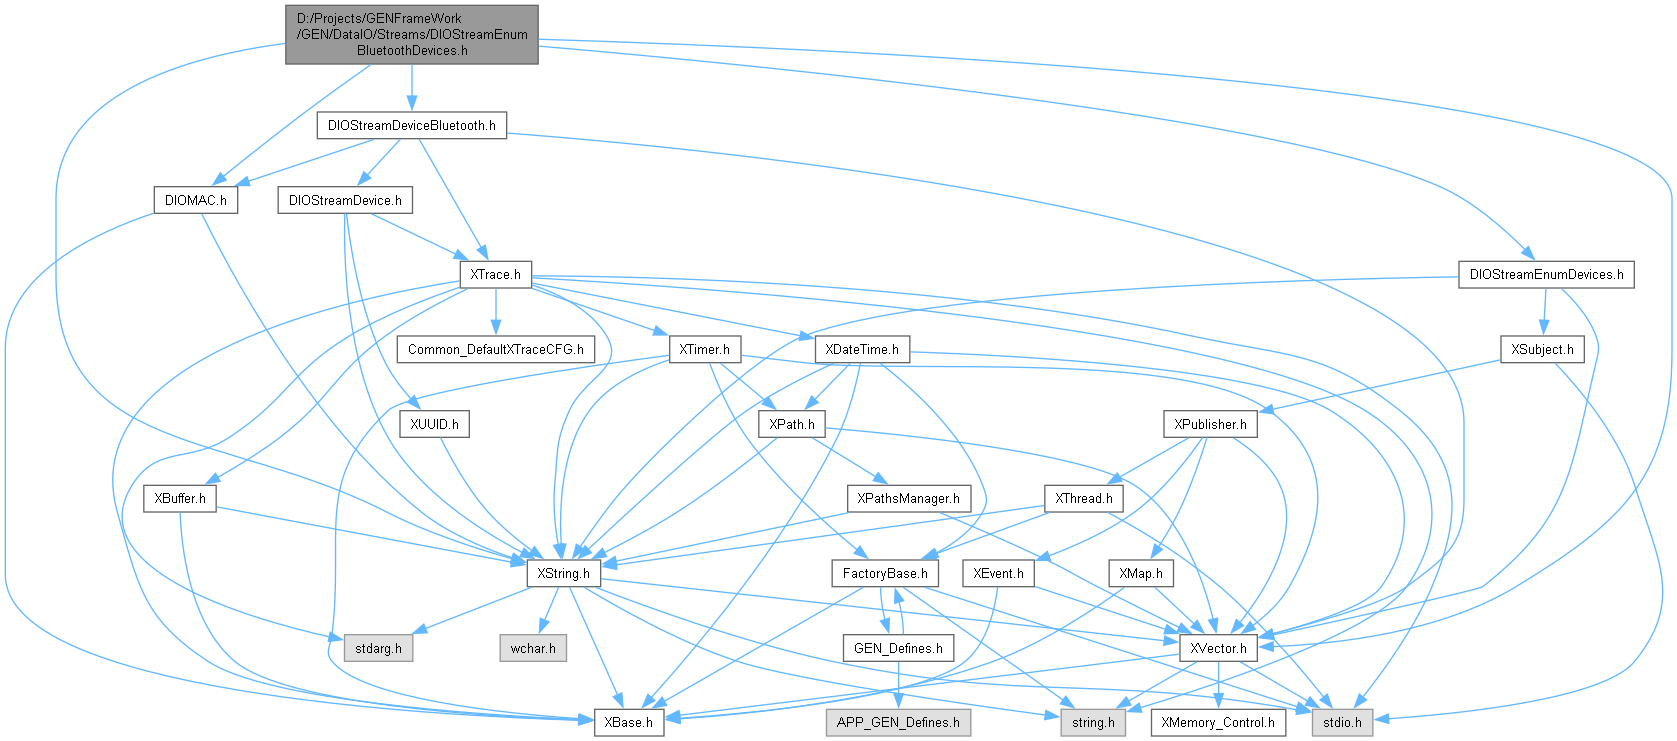 D:/Projects/GENFrameWork
/GEN/DataIO/Streams/DIOStreamEnum
BluetoothDevices.h
DIOStreamDeviceBluetooth.h
DIOMAC.h
DIOStreamDevice.h
XTrace.h
DIOStreamEnumDevices.h
Common_DefaultXTraceCFG.h
XTimer.h
XDateTime.h
XSubject.h
XUUID.h
XPath.h
XPublisher.h
XBuffer.h
XPathsManager.h
XThread.h
XString.h
FactoryBase.h
XEvent.h
XMap.h
stdarg.h
wchar.h
GEN_Defines.h
XVector.h
XBase.h
APP_GEN_Defines.h
string.h
XMemory_Control.h
stdio.h